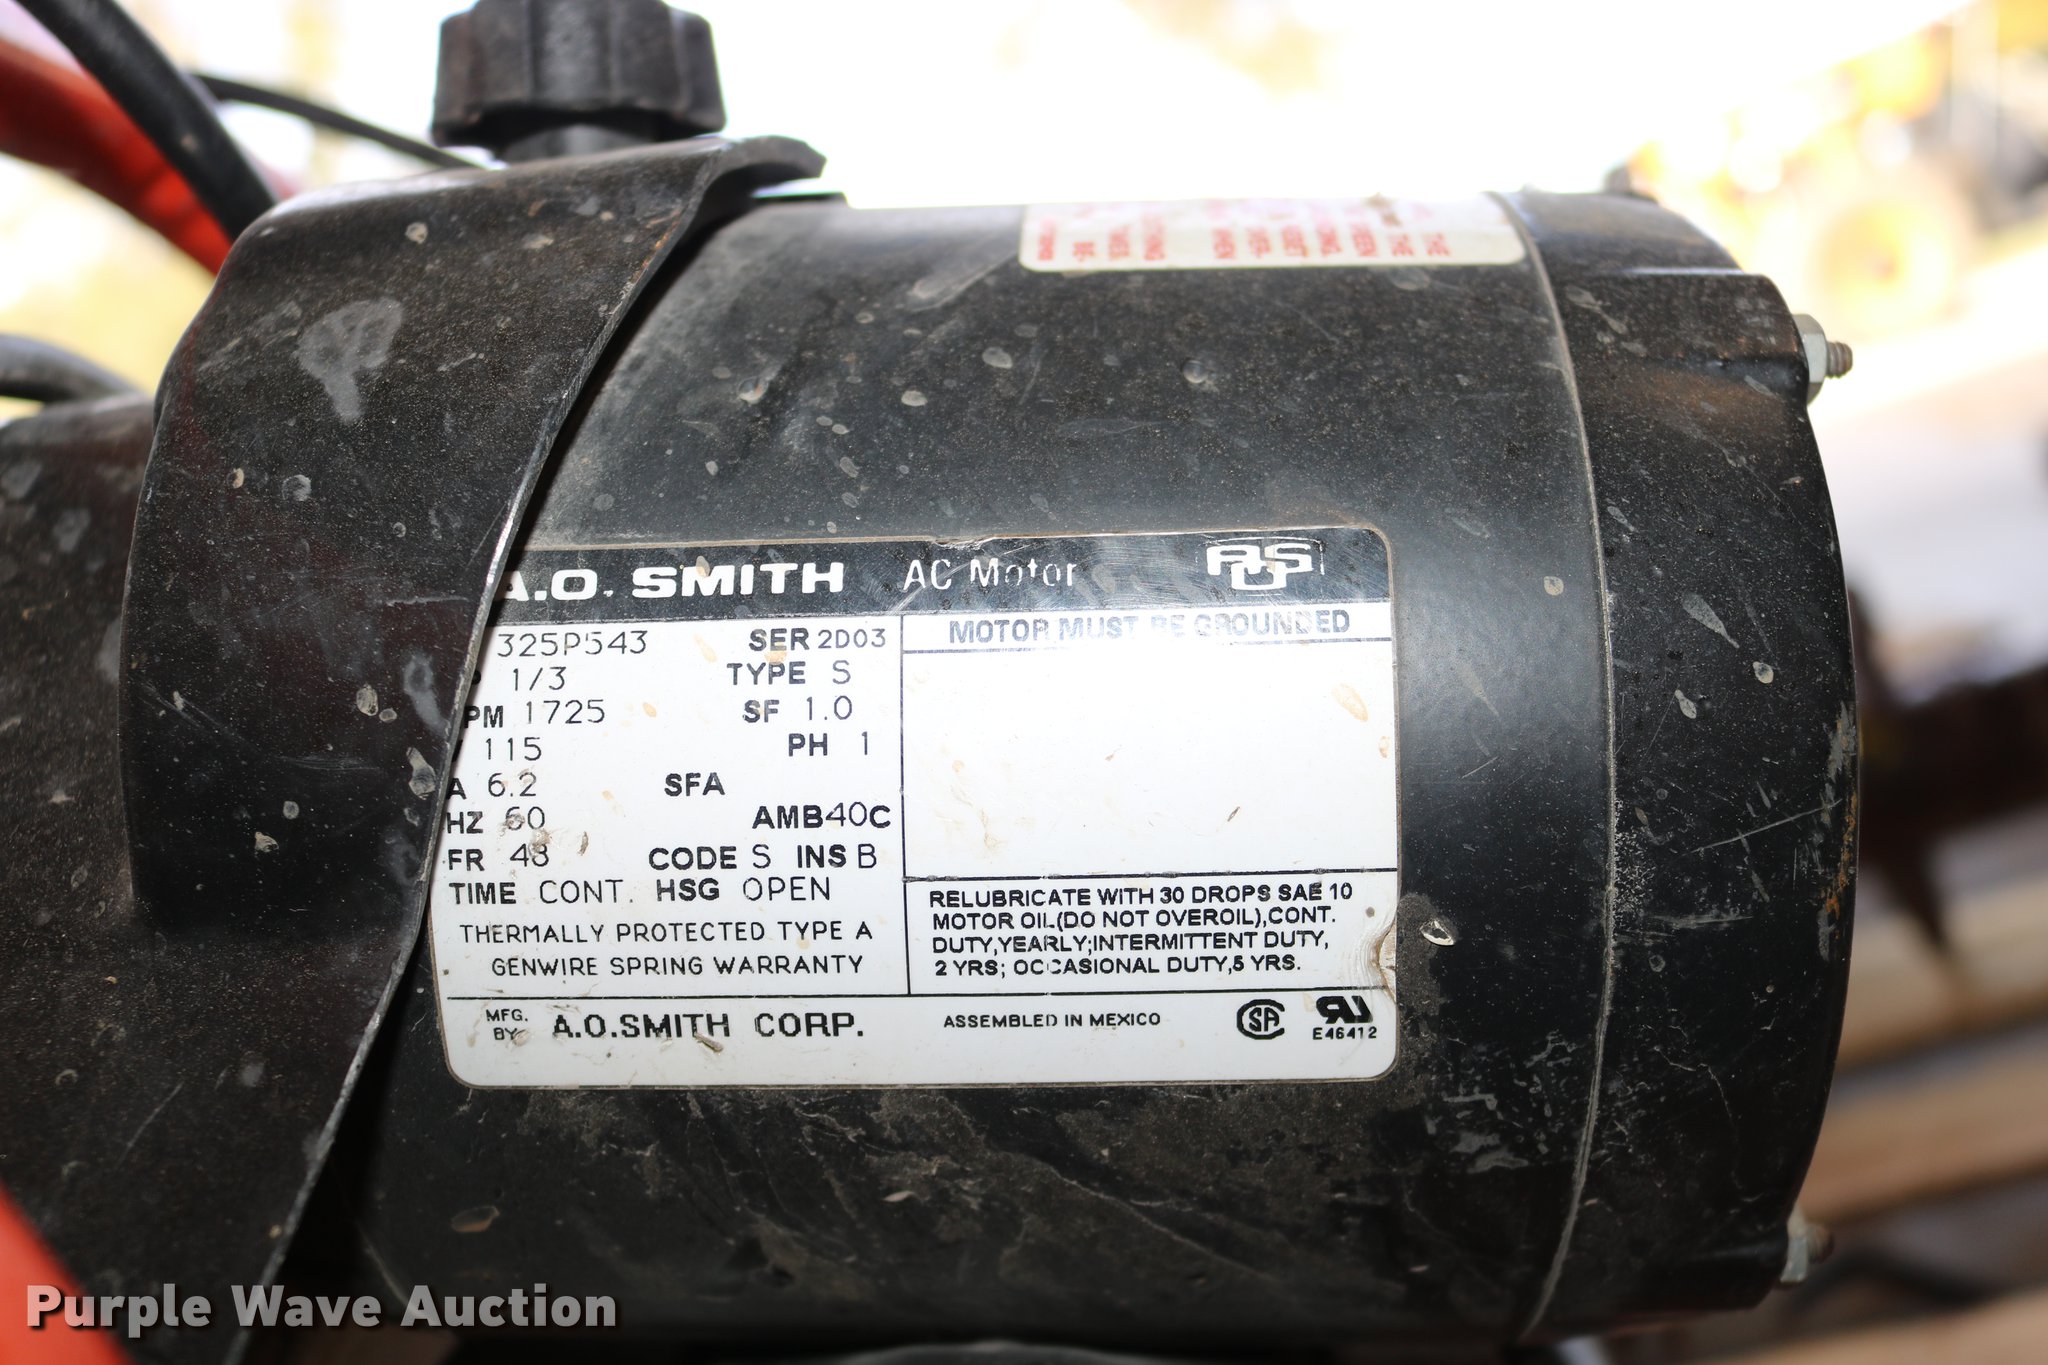 A.O. SMITH AC Motor AOS
325P543 SER 2D03
1/3 TYPE S
PM 1725 SF 1.0
115 PH 1
A 6.2 SFA
HZ 60 AMB40C
FR 48 CODE S INS B
TIME CONT. HSG OPEN
THERMALLY PROTECTED TYPE A
GENWIRE SPRING WARRANTY
MOTOR MUST BE GROUNDED
RELUBRICATE WITH 30 DROPS SAE 10
MOTOR OIL.(DO NOT OVEROIL),CONT.
DUTY,YEARLY;INTERMITTENT DUTY,
2 YRS; OCCASIONAL DUTY,5 YRS.
MFG.
BY A.O.SMITH CORP. ASSEMBLED IN MEXICO SA E46412
Purple Wave Auction